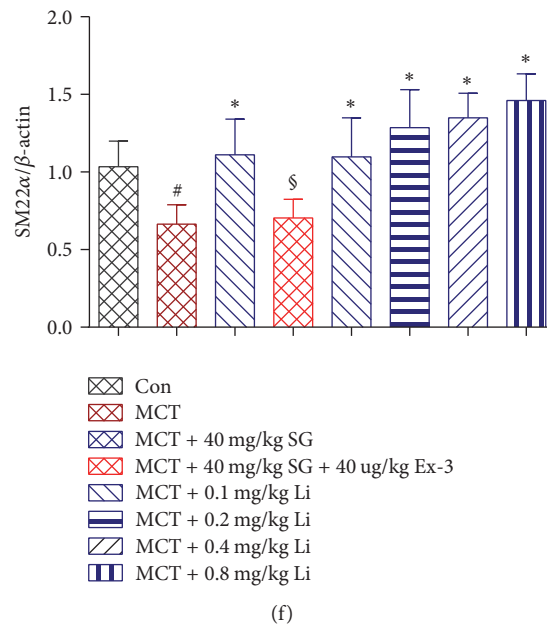 2.0
1.5
1.0
0.5
0.0
SM22α/β-actin
#
*
§
*
*
*
*
Con
MCT
MCT + 40 mg/kg SG
MCT + 40 mg/kg SG + 40 ug/kg Ex-3
MCT + 0.1 mg/kg Li
MCT + 0.2 mg/kg Li
MCT + 0.4 mg/kg Li
MCT + 0.8 mg/kg Li
(f)